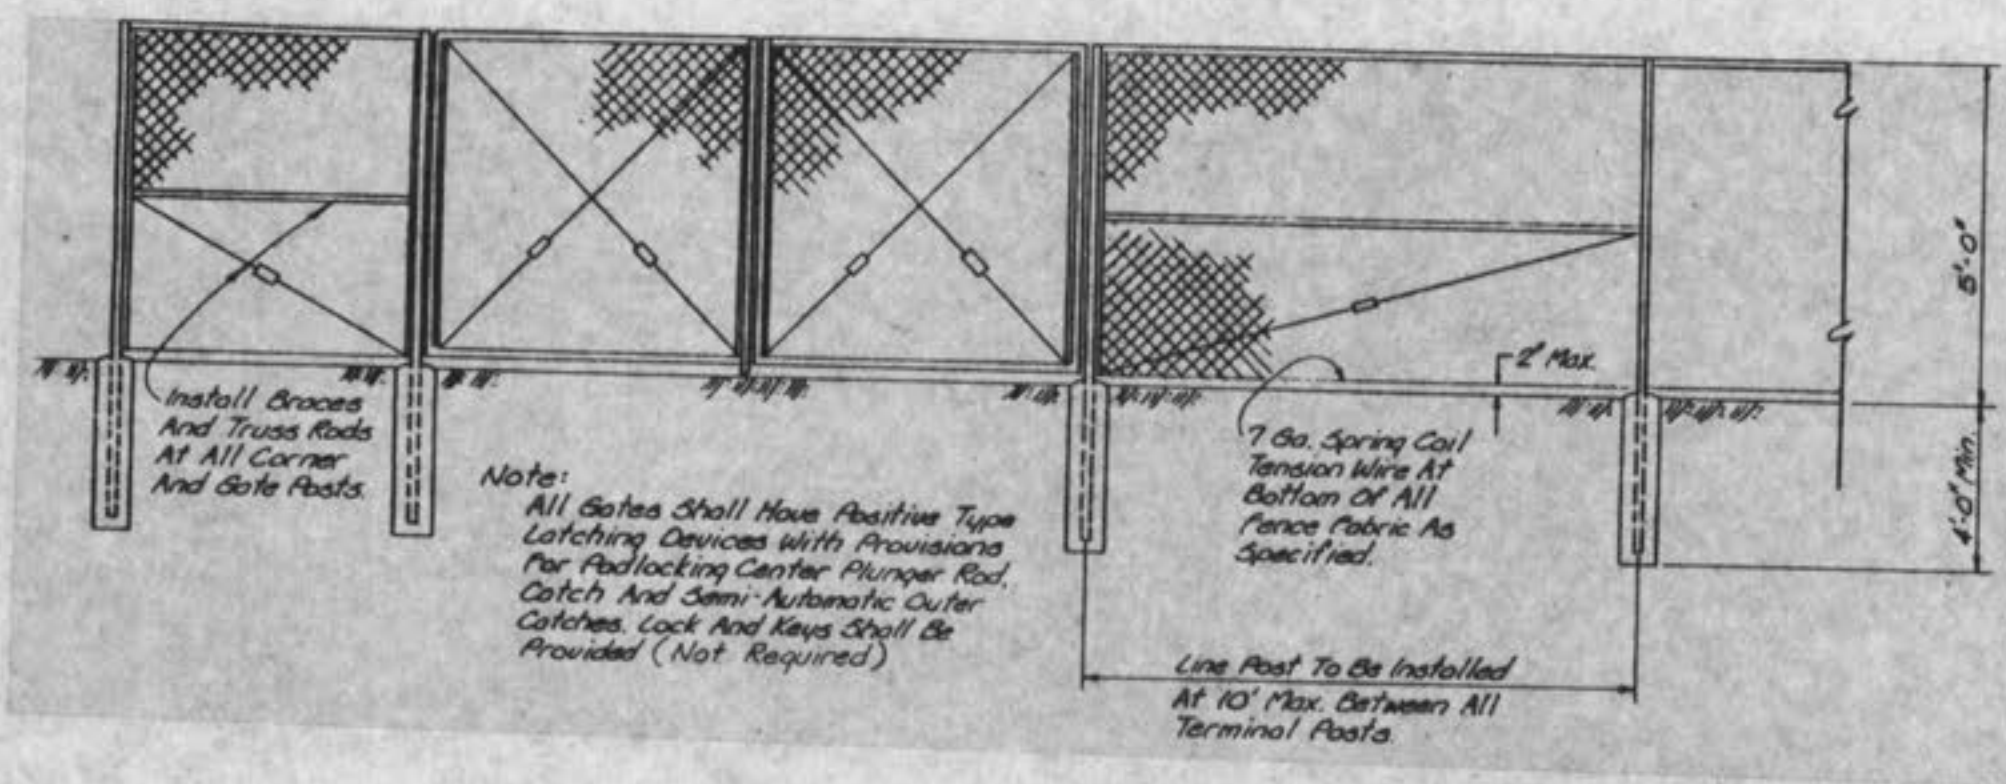 Install Braces
And Truss Rods
At All Corner
And Gate Posts.
Note:
All Gates Shall Have Positive Type
Latching Devices With Provisions
For Padlocking Center Plunger Rod,
Catch And Semi-Automatic Outer
Catches. Lock And Keys Shall Be
Provided (Not Required)
7 Ga. Spring Coil
Tension Wire At
Bottom Of All
Fence Fabric As
Specified.
2" Max.
5'-0"
4'-0" Min.
Line Post To Be Installed
At 10' Max. Between All
Terminal Posts.